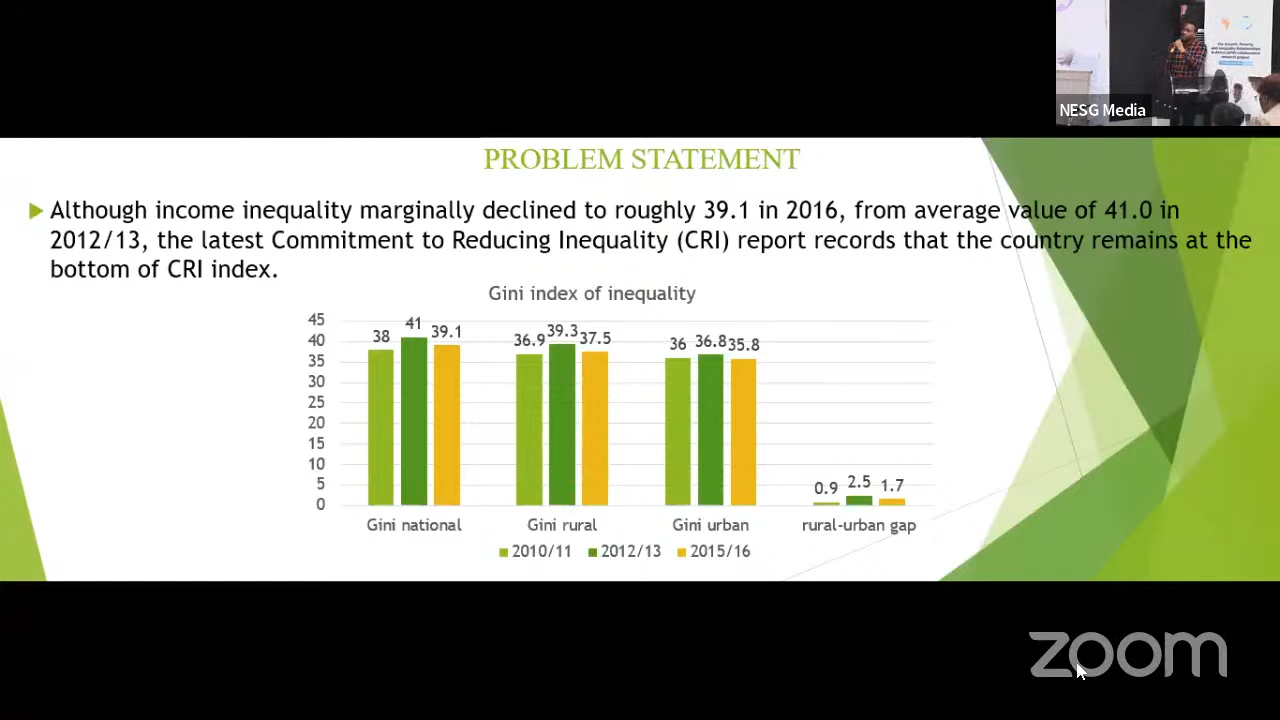 NESG Media
PROBLEM STATEMENT
Although income inequality marginally declined to roughly 39.1 in 2016, from average value of 41.0 in
2012/13, the latest Commitment to Reducing Inequality (CRI) report records that the country remains at the
bottom of CRI index.
Gini index of inequality
45
40
35
30
25
20
15
10
5
0
38 41 39.1
36.9 39.3 37.5
36 36.8 35.8
0.9 2.5 1.7
Gini national Gini rural Gini urban rural-urban gap
2010/11 2012/13 2015/16
zoom